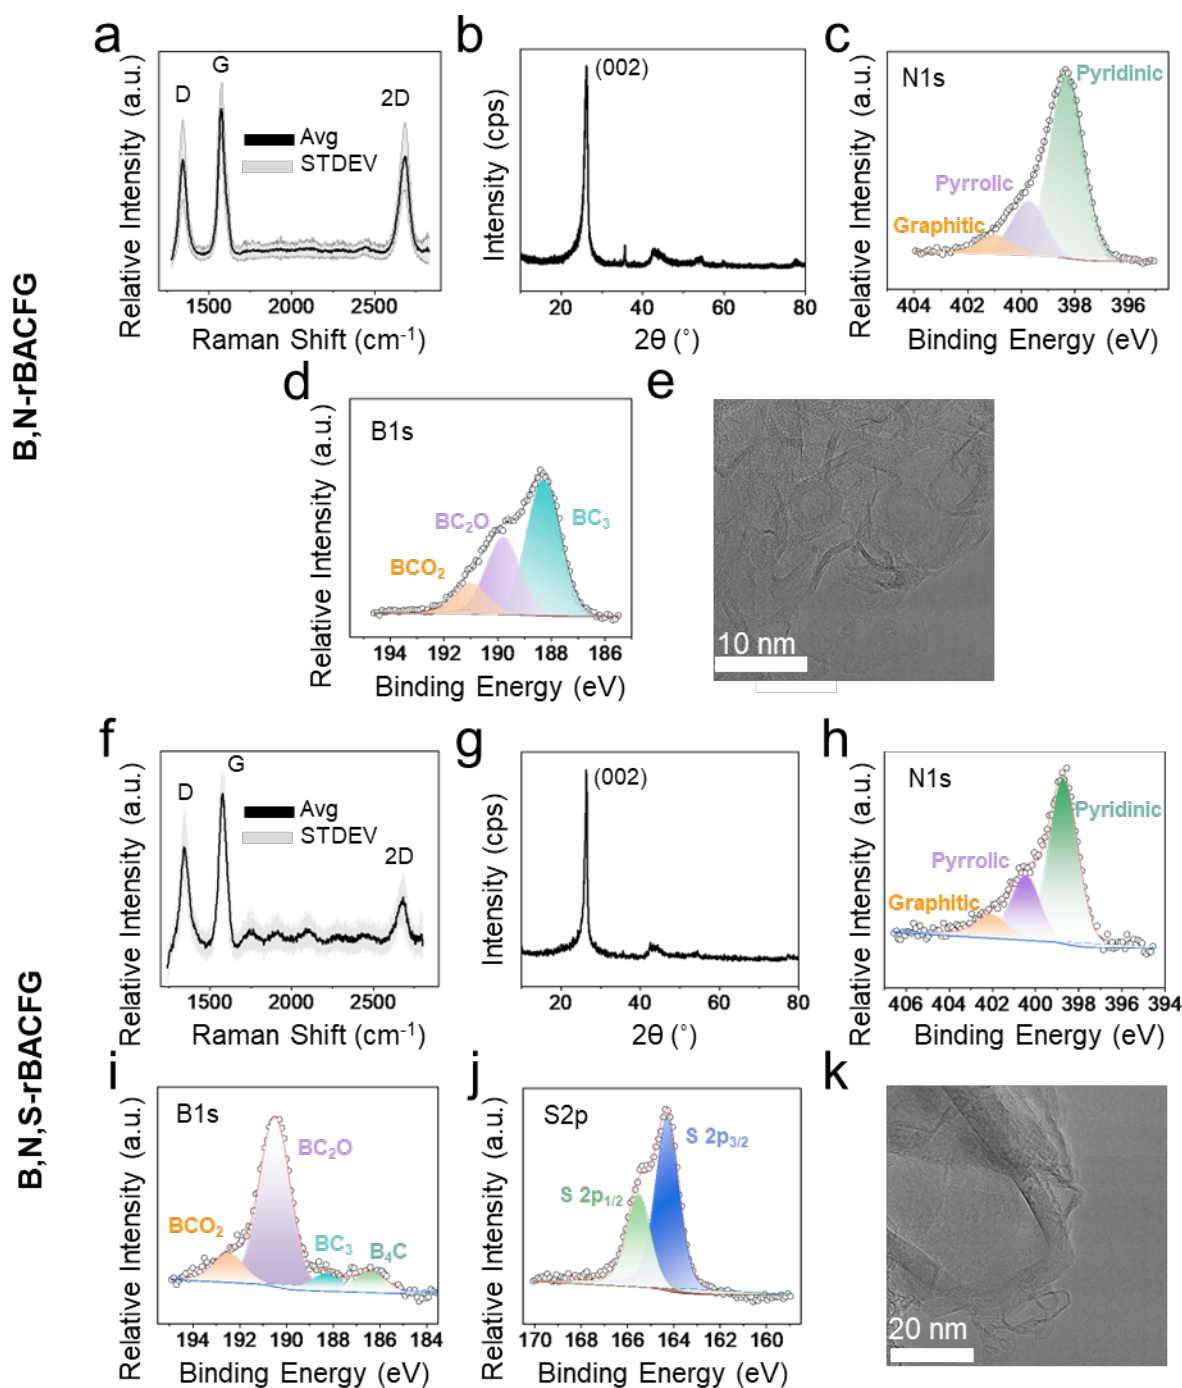 B,N-rBACFG
a
Relative Intensity (a.u.)
D
G
2D
Avg
STDEV
1500 2000 2500
Raman Shift (cm⁻¹)
b
Intensity (cps)
(002)
20 40 60 80
2θ (°)
c
Relative Intensity (a.u.)
N1s
Pyridinic
Pyrrolic
Graphitic
404 402 400 398 396
Binding Energy (eV)
d
Relative Intensity (a.u.)
B1s
BC₂O
BC₃
BCO₂
194 192 190 188 186
Binding Energy (eV)
e
10 nm
B,N,S-rBACFG
f
Relative Intensity (a.u.)
D
G
2D
Avg
STDEV
1500 2000 2500
Raman Shift (cm⁻¹)
g
Intensity (cps)
(002)
20 40 60 80
2θ (°)
h
Relative Intensity (a.u.)
N1s
Pyridinic
Pyrrolic
Graphitic
406 404 402 400 398 396 394
Binding Energy (eV)
i
Relative Intensity (a.u.)
B1s
BC₂O
BCO₂
BC₃
B₄C
194 192 190 188 186 184
Binding Energy (eV)
j
Relative Intensity (a.u.)
S2p
S 2p₃/₂
S 2p₁/₂
170 168 166 164 162 160
Binding Energy (eV)
k
20 nm